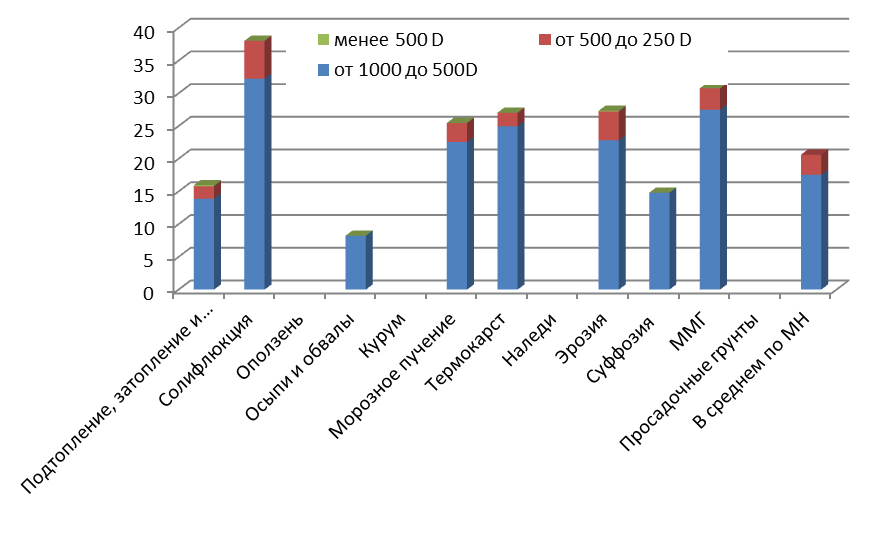 40
35
30
25
20
15
10
5
0
менее 500 D
от 500 до 250 D
от 1000 до 500D
Подтопление, затопление и...
Солифлюкция
Оползень
Осыпи и обвалы
Курум
Морозное пучение
Термокарст
Наледи
Эрозия
Суффозия
ММГ
Просадочные грунты
В среднем по МН